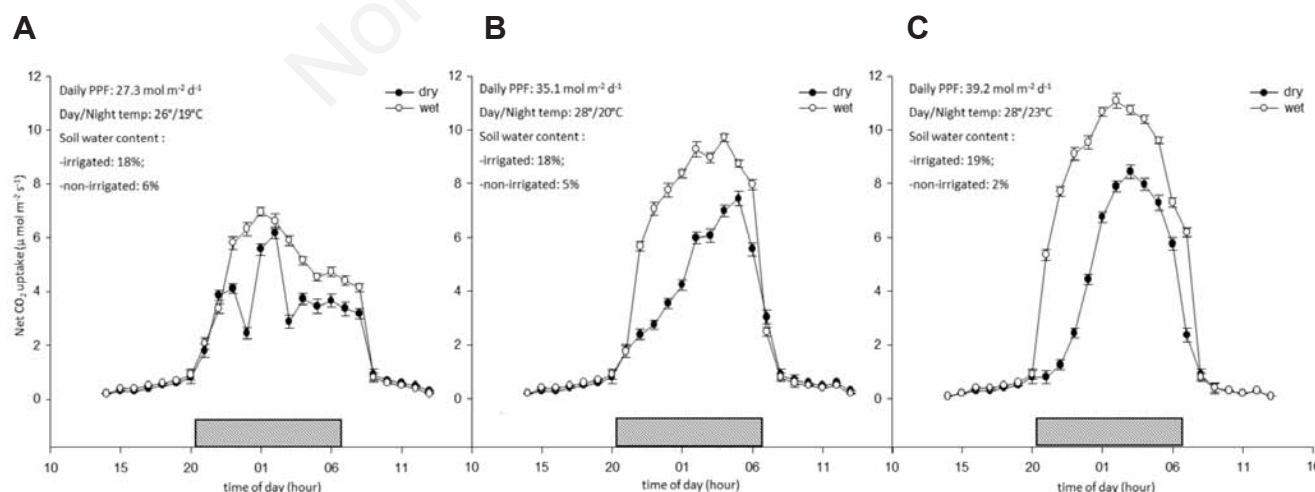 Nor
A
B
C
Daily PPF: 27.3 mol m⁻² d⁻¹
Day/Night temp: 26°/19°C
Soil water content :
-irrigated: 18%;
-non-irrigated: 6%
dry
wet
12
10
8
6
4
2
0
Net CO₂ uptake (μ mol m⁻² s⁻¹)
10 15 20 01 06 11
time of day (hour)
Daily PPF: 35.1 mol m⁻² d⁻¹
Day/Night temp: 28°/20°C
Soil water content :
-irrigated: 18%;
-non-irrigated: 5%
dry
wet
12
10
8
6
4
2
0
10 15 20 01 06 11
time of day (hour)
Daily PPF: 39.2 mol m⁻² d⁻¹
Day/Night temp: 28°/23°C
Soil water content :
-irrigated: 19%;
-non-irrigated: 2%
dry
wet
12
10
8
6
4
2
0
10 15 20 01 06 11 16
time of day (hour)